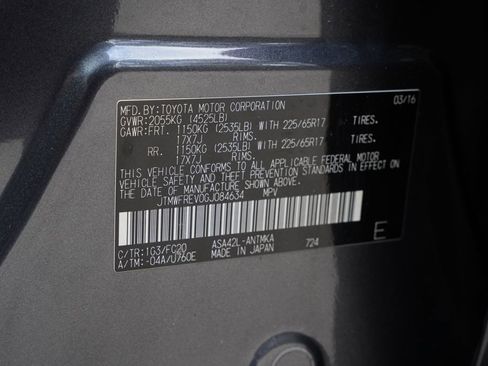 MFD. BY: TOYOTA MOTOR CORPORATION 03/16
GVWR: 2055KG (4525LB)
GAWR: FRT. 1150KG (2535LB) WITH 225/65R17 TIRES.
17X7J RIMS.
RR. 1150KG (2535LB) WITH 225/65R17 TIRES.
17X7J RIMS.
THIS VEHICLE CONFORMS TO ALL APPLICABLE FEDERAL MOTOR
VEHICLE SAFETY AND THEFT PREVENTION STANDARDS IN EFFECT ON
THE DATE OF MANUFACTURE SHOWN ABOVE.
JTMWFREV0GJ084634 MPV
C/TR: 1G3/FC20 ASA42L-ANTMKA 724 E
A/TM: -04A/U760E MADE IN JAPAN